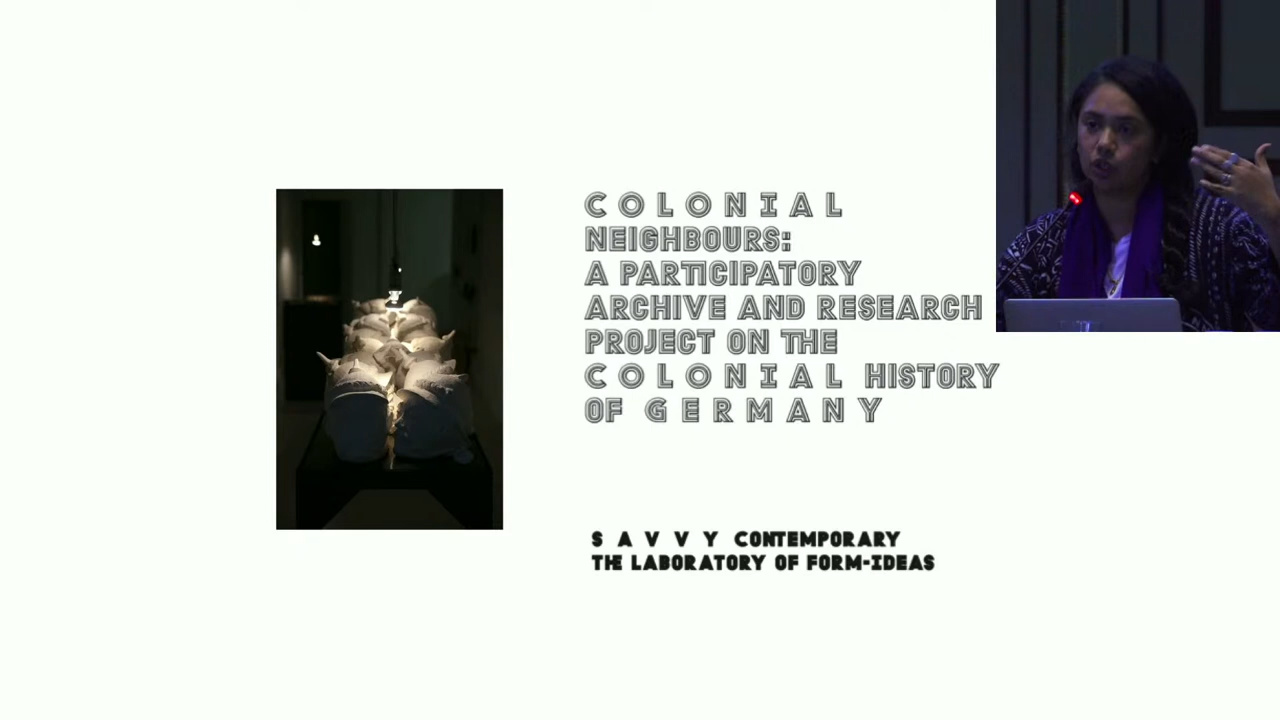 COLONIAL
NEIGHBOURS:
A PARTICIPATORY
ARCHIVE AND RESEARCH
PROJECT ON THE
COLONIAL HISTORY
OF GERMANY
SAVVY CONTEMPORARY
THE LABORATORY OF FORM-IDEAS